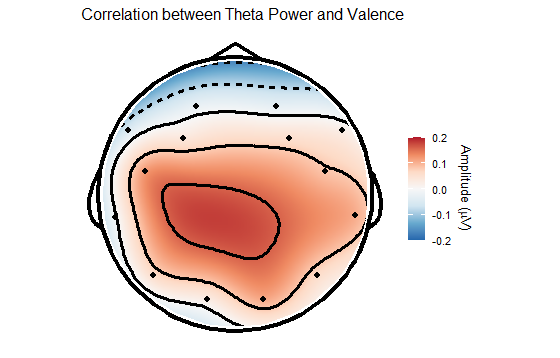 Correlation between Theta Power and Valence
0.2
0.1
0.0
-0.1
-0.2
Amplitude (µV)